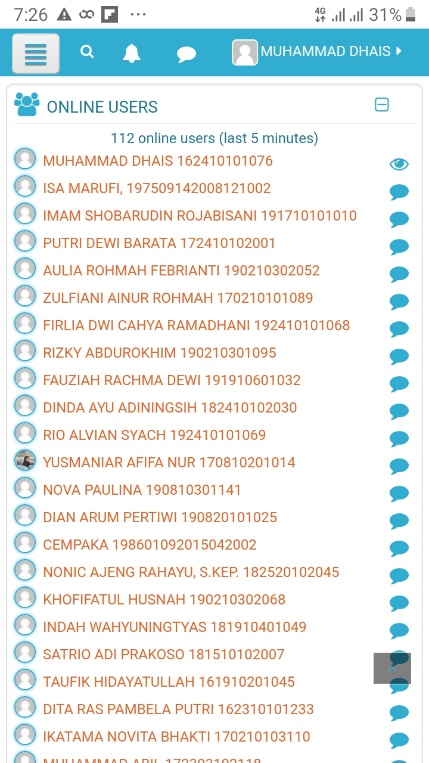 7:26 4G 31%
MUHAMMAD DHAIS
ONLINE USERS
112 online users (last 5 minutes)
MUHAMMAD DHAIS 162410101076
ISA MARUFI, 197509142008121002
IMAM SHOBARUDIN ROJABISANI 191710101010
PUTRI DEWI BARATA 172410102001
AULIA ROHMAH FEBRIANTI 190210302052
ZULFIANI AINUR ROHMAH 170210101089
FIRLIA DWI CAHYA RAMADHANI 192410101068
RIZKY ABDUROKHIM 190210301095
FAUZIAH RACHMA DEWI 191910601032
DINDA AYU ADININGSIH 182410102030
RIO ALVIAN SYACH 192410101069
YUSMANIAR AFIFA NUR 170810201014
NOVA PAULINA 190810301141
DIAN ARUM PERTIWI 190820101025
CEMPAKA 198601092015042002
NONIC AJENG RAHAYU, S.KEP. 182520102045
KHOFIFATUL HUSNAH 190210302068
INDAH WAHYUNINGTYAS 181910401049
SATRIO ADI PRAKOSO 181510102007
TAUFIK HIDAYATULLAH 161910201045
DITA RAS PAMBELA PUTRI 162310101233
IKATAMA NOVITA BHAKTI 170210103110
MUHAMMAD